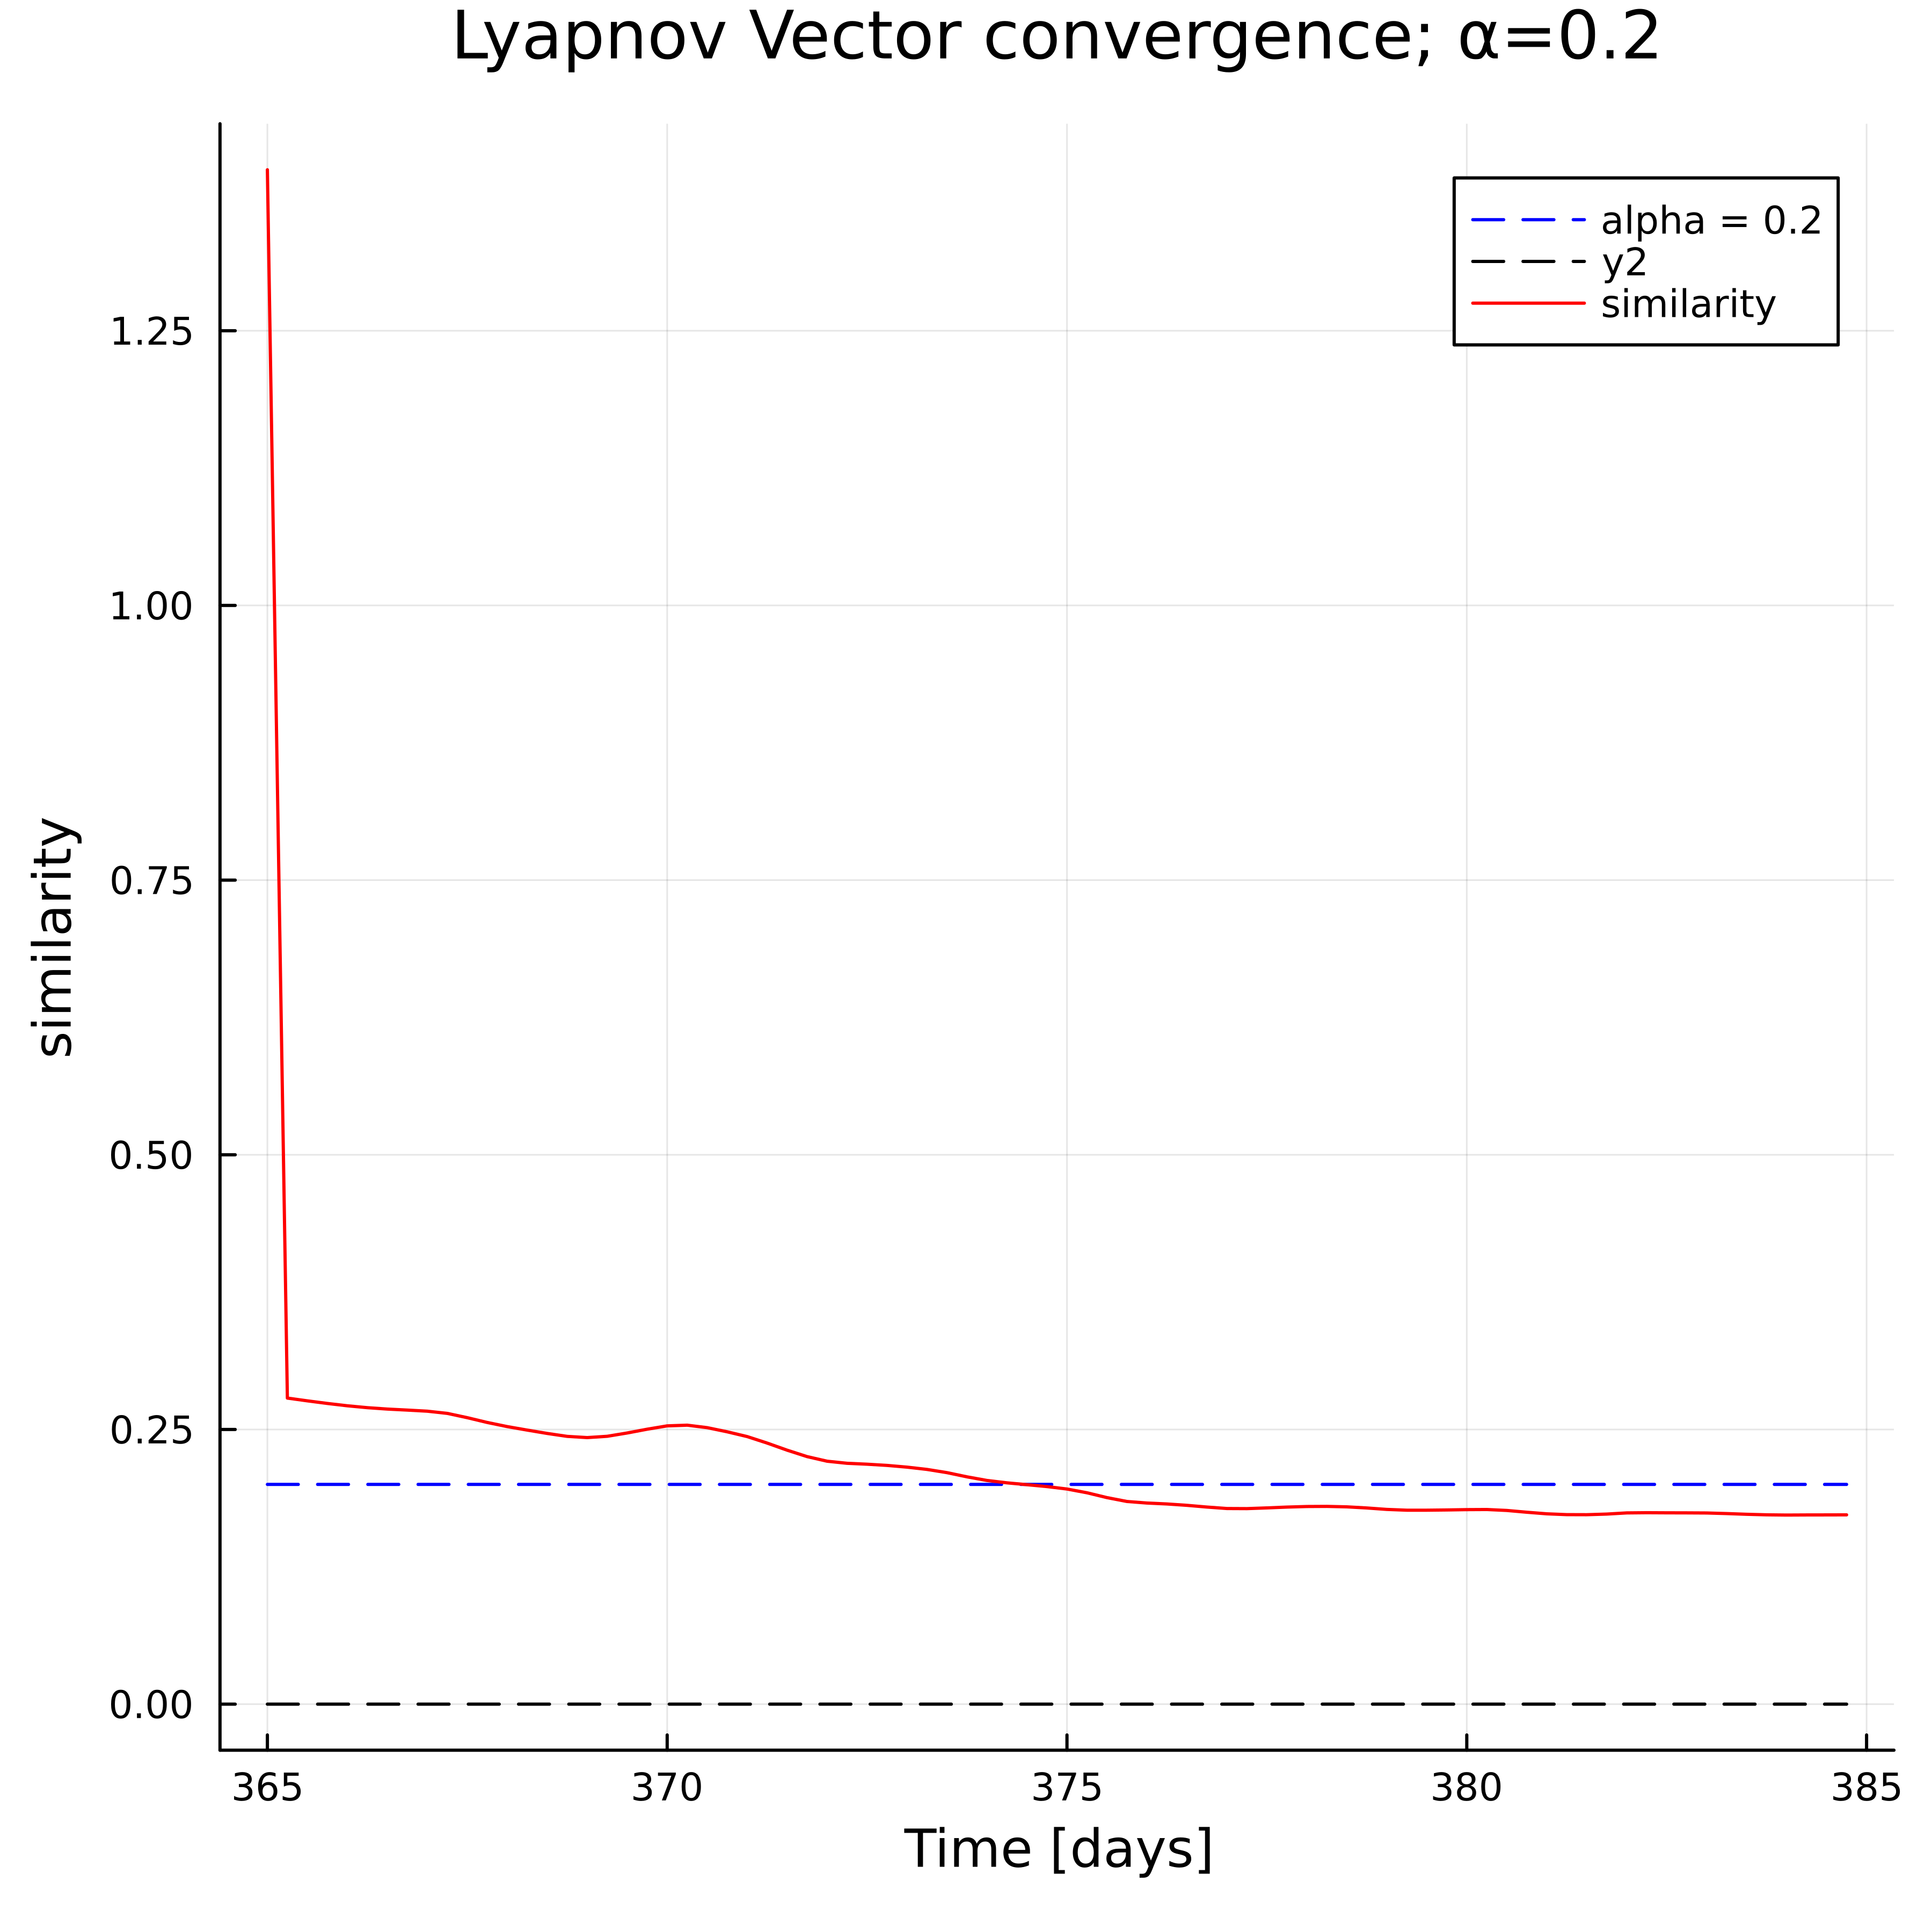 Lyapnov Vector convergence; α=0.2
alpha = 0.2
y2
similarity
similarity
1.25
1.00
0.75
0.50
0.25
0.00
365
370
375
380
385
Time [days]